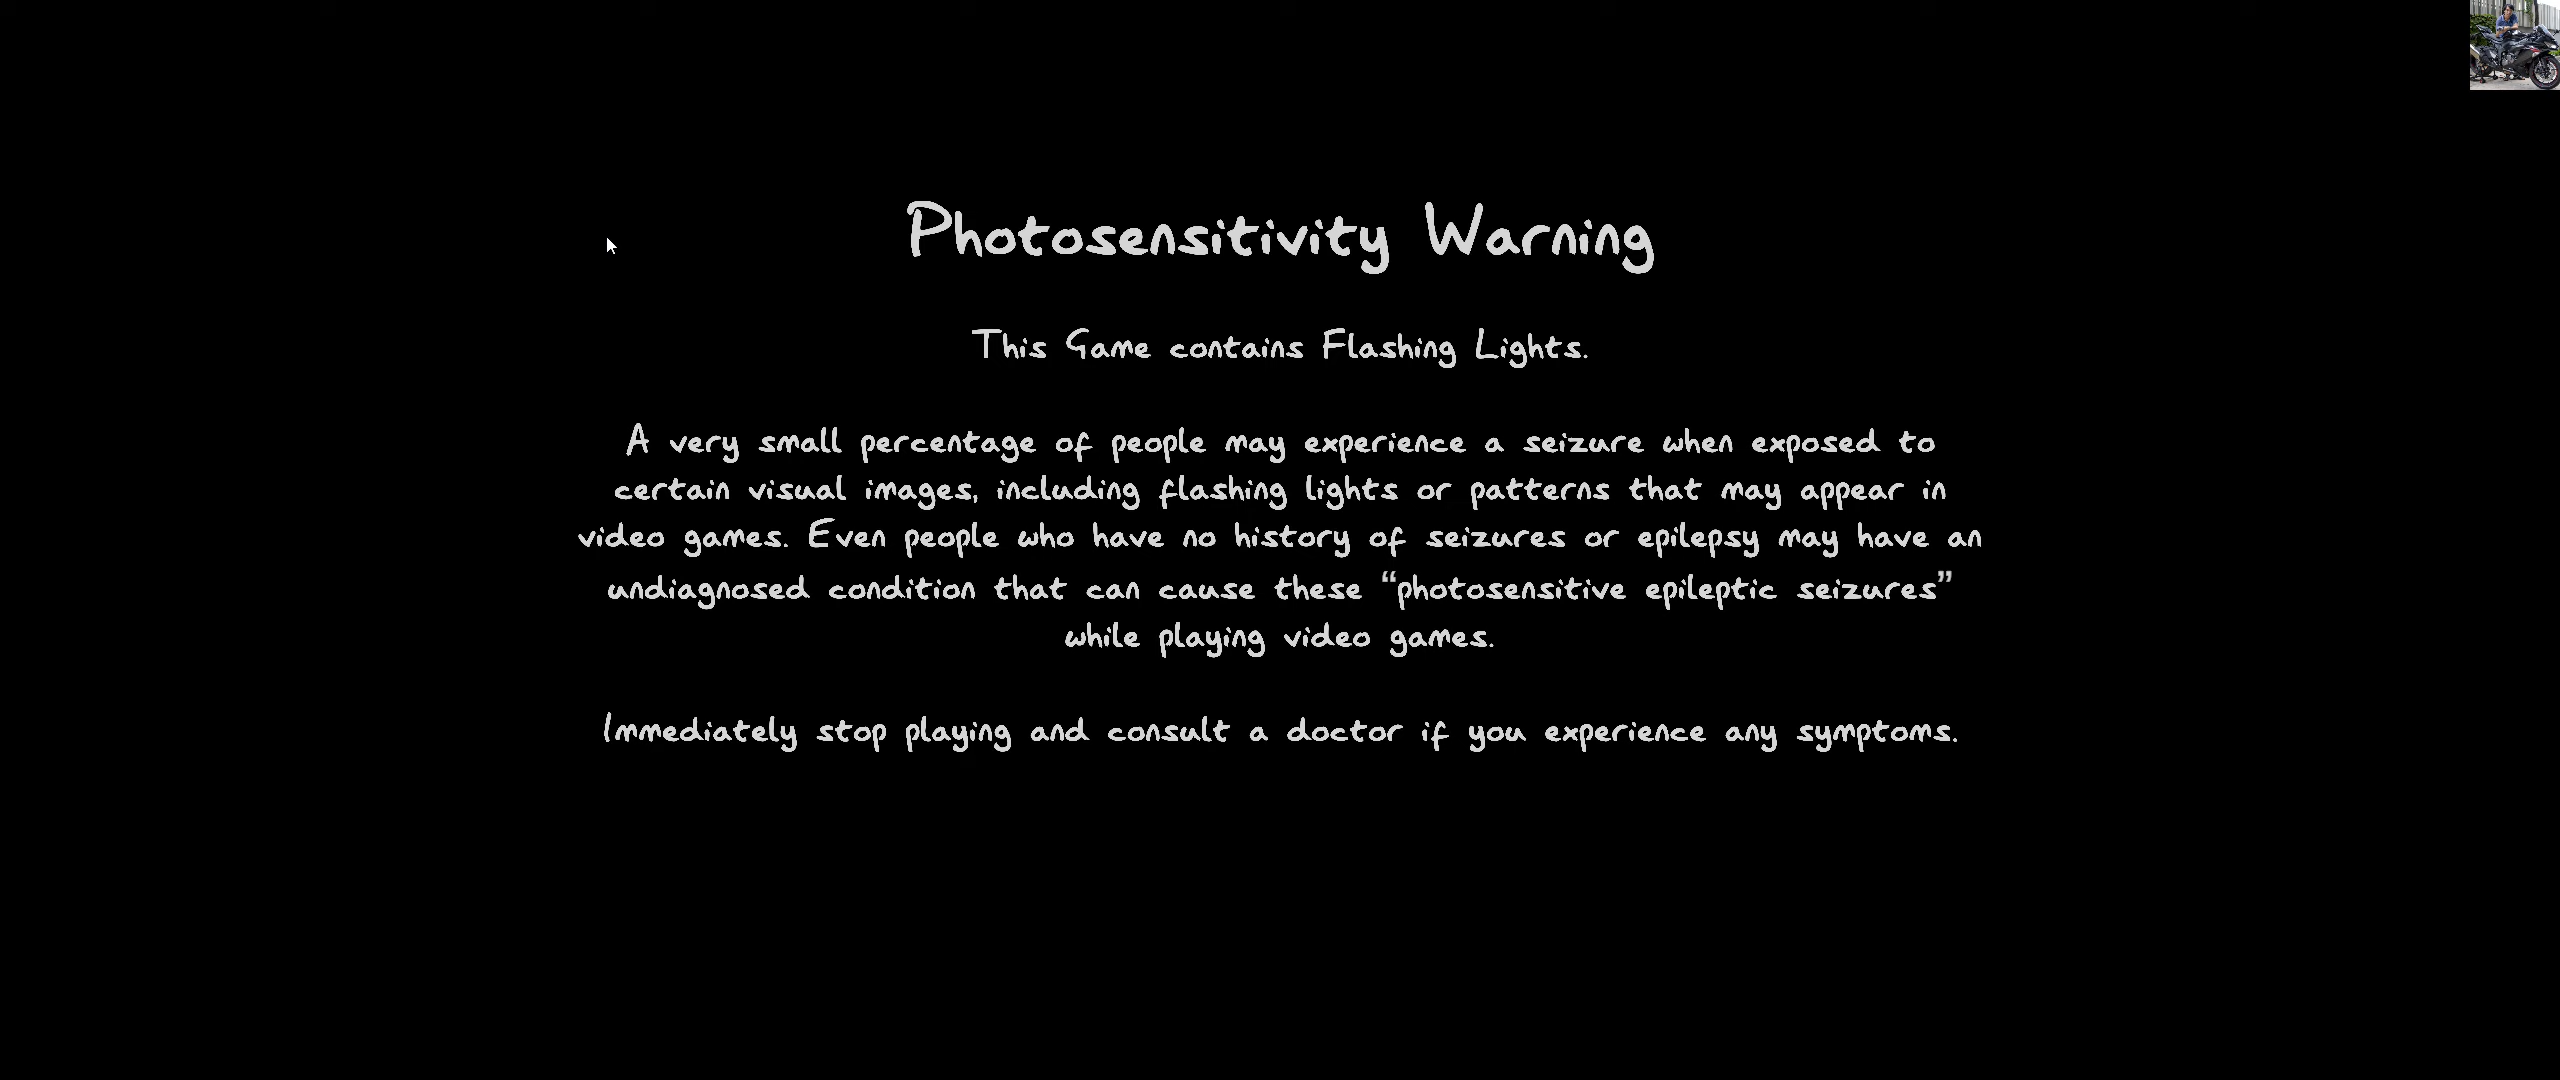 Photosensitivity Warning
This Game contains Flashing Lights.
A very small percentage of people may experience a seizure when exposed to
certain visual images, including flashing lights or patterns that may appear in
video games. Even people who have no history of seizures or epilepsy may have an
undiagnosed condition that can cause these “photosensitive epileptic seizures”
while playing video games.
Immediately stop playing and consult a doctor if you experience any symptoms.